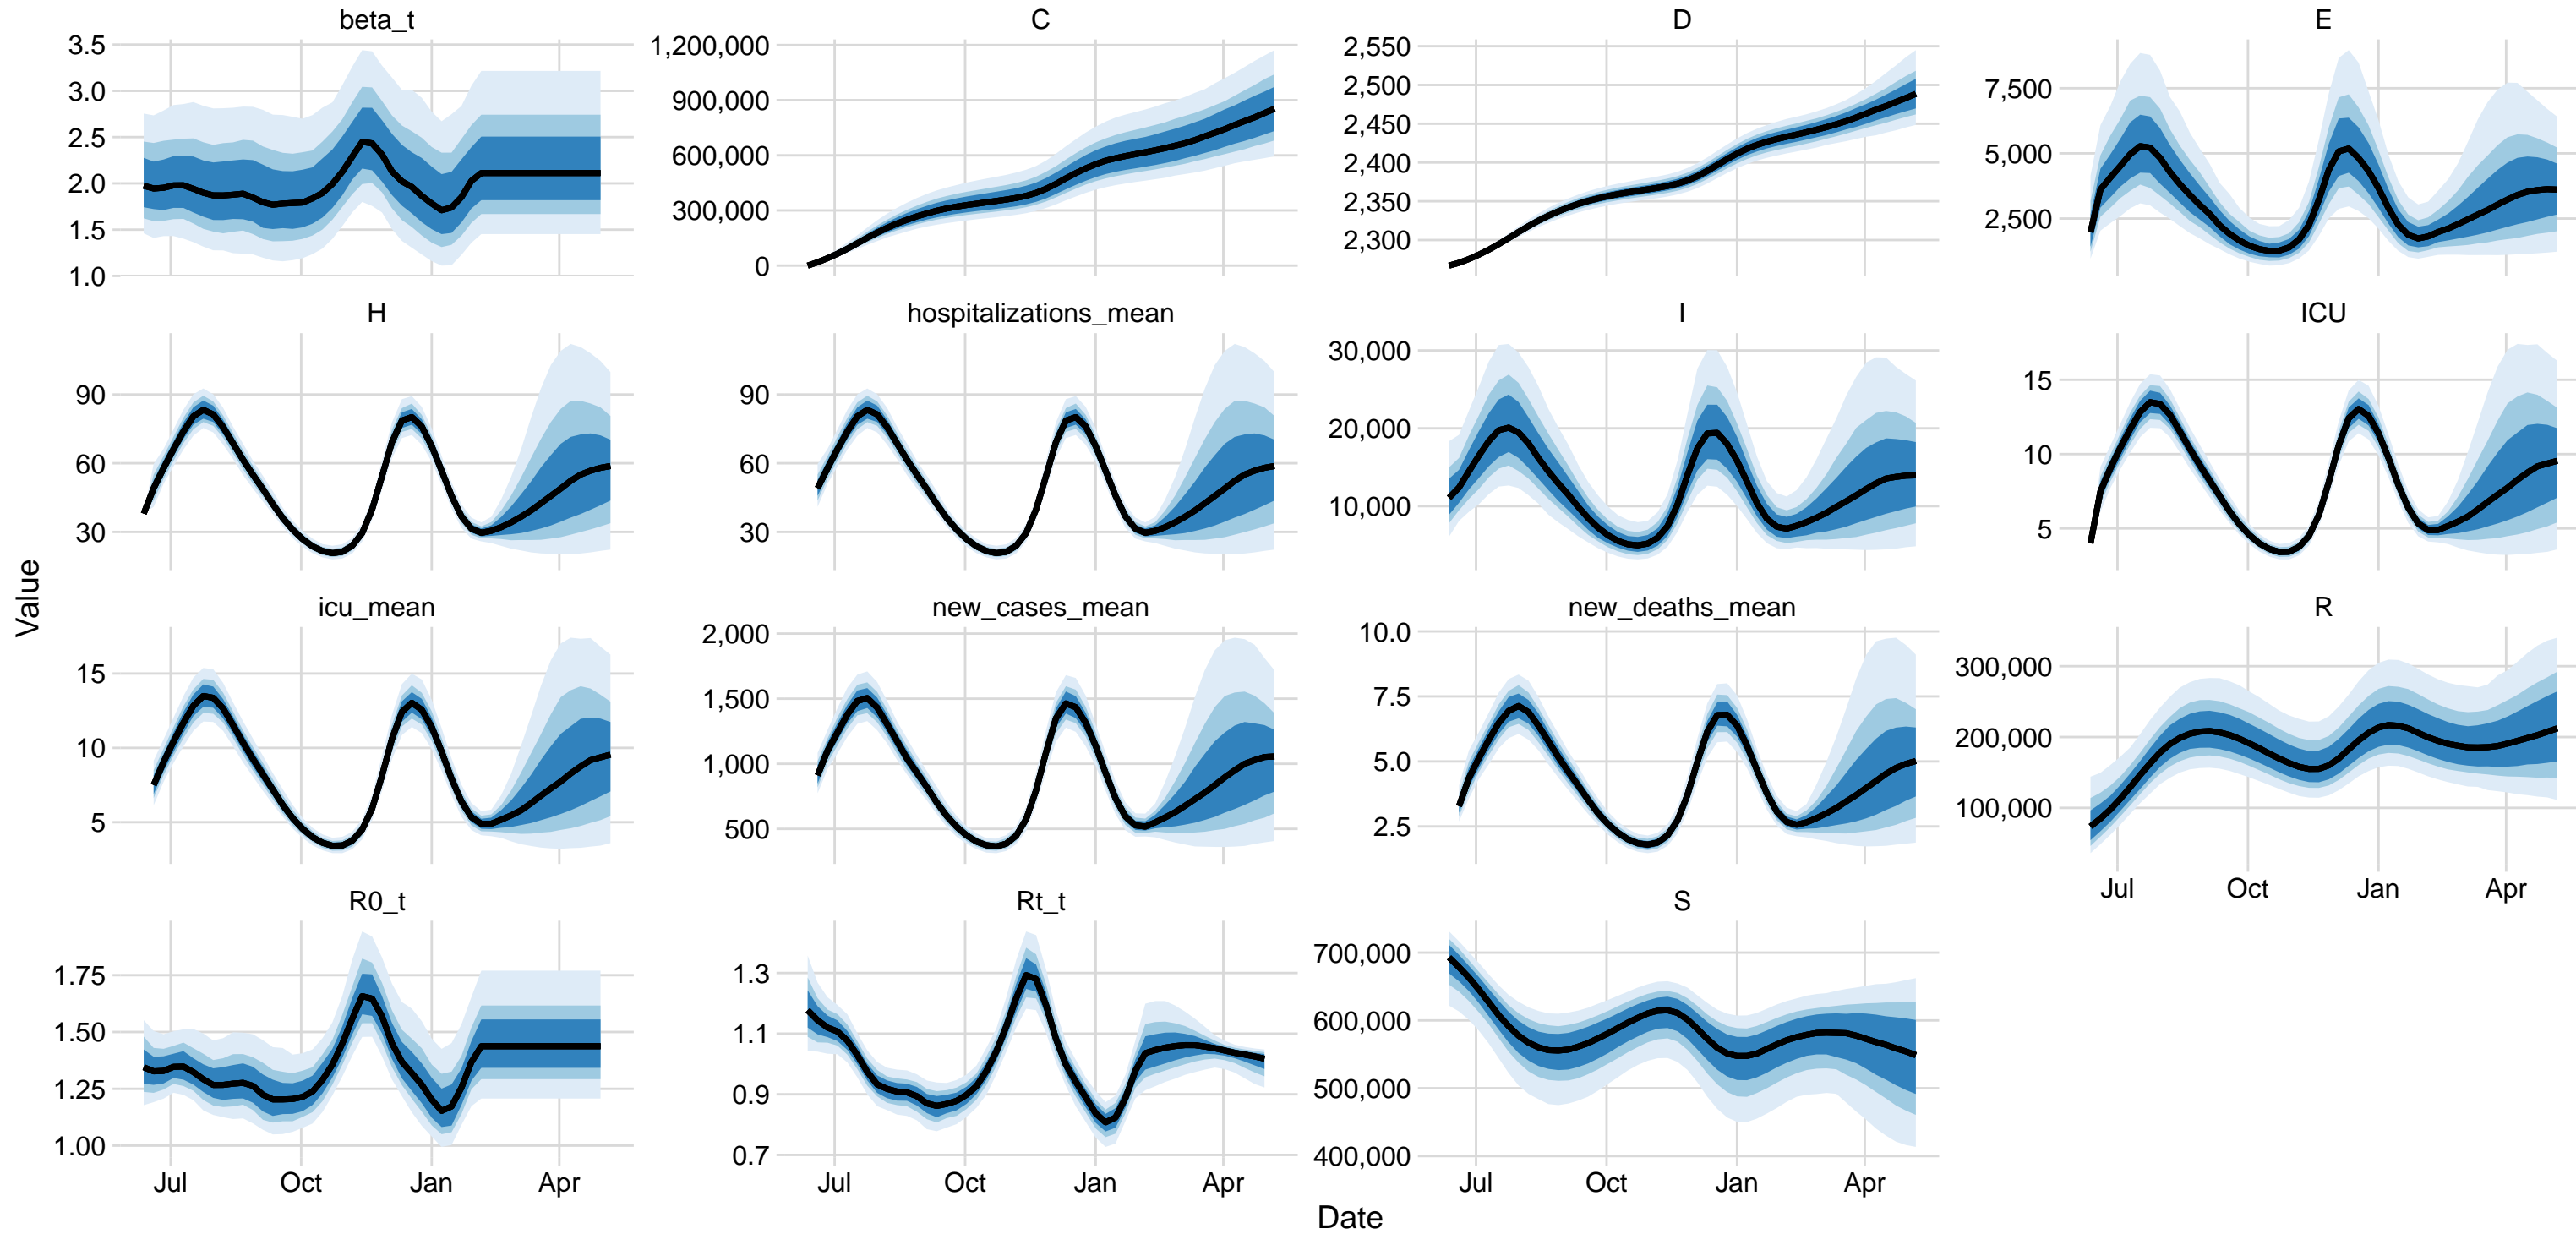 beta_t
C
D
E
3.5
3.0
2.5
2.0
1.5
1.0
1,200,000
900,000
600,000
300,000
0
2,550
2,500
2,450
2,400
2,350
2,300
7,500
5,000
2,500
H
hospitalizations_mean
I
ICU
90
60
30
90
60
30
30,000
20,000
10,000
15
10
5
Value
icu_mean
new_cases_mean
new_deaths_mean
R
15
10
5
2,000
1,500
1,000
500
10.0
7.5
5.0
2.5
300,000
200,000
100,000
Jul Oct Jan Apr
R0_t
Rt_t
S
1.75
1.50
1.25
1.00
1.3
1.1
0.9
0.7
700,000
600,000
500,000
400,000
Jul Oct Jan Apr
Jul Oct Jan Apr
Jul Oct Jan Apr
Date